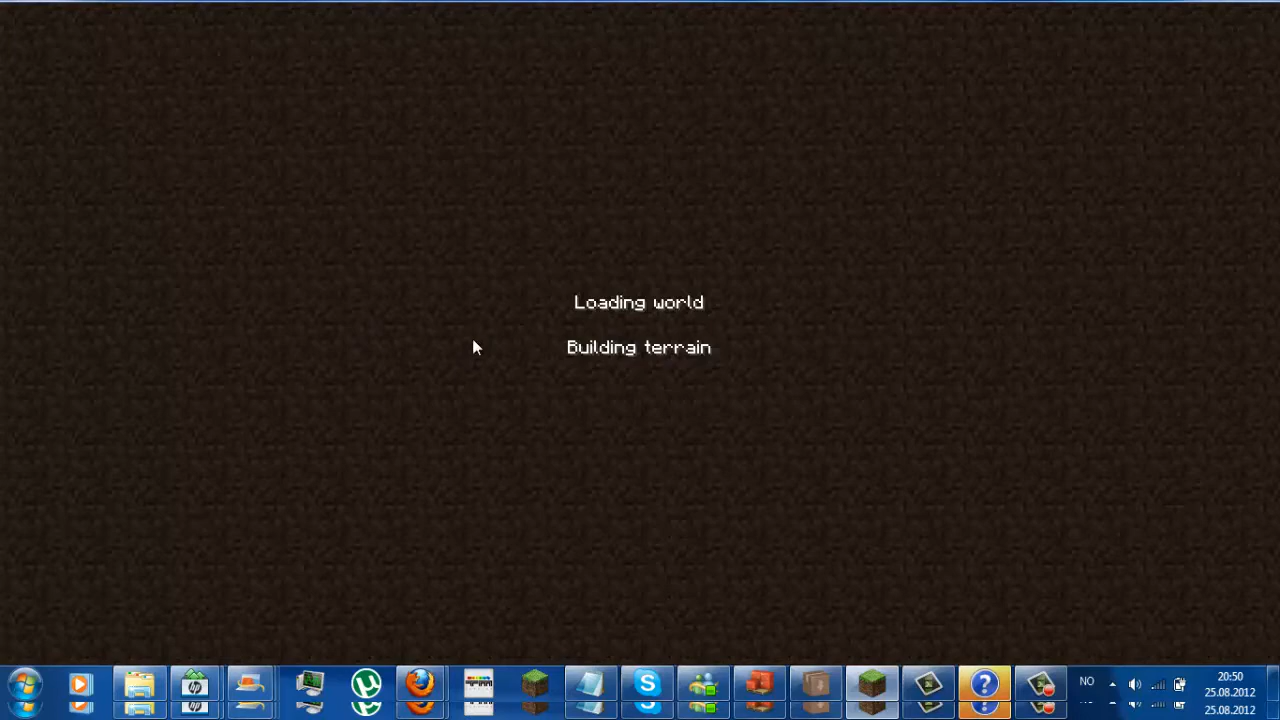 Loading world
Building terrain
NO
20:50
25.08.2012
25.08.2012